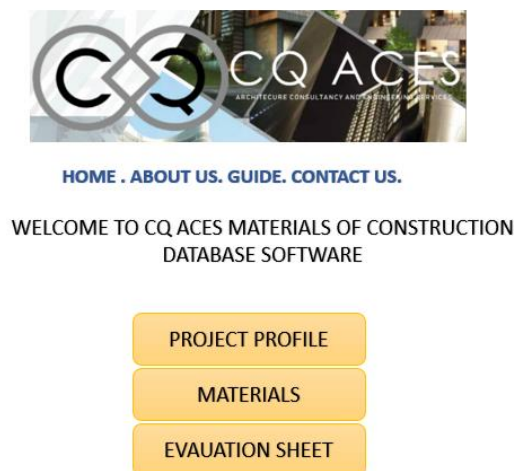 CQ
CQ ACES
ARCHITECURE CONSULTANCY AND ENGINEERING SERVICES
HOME . ABOUT US. GUIDE. CONTACT US.
WELCOME TO CQ ACES MATERIALS OF CONSTRUCTION
DATABASE SOFTWARE
PROJECT PROFILE
MATERIALS
EVAUATION SHEET